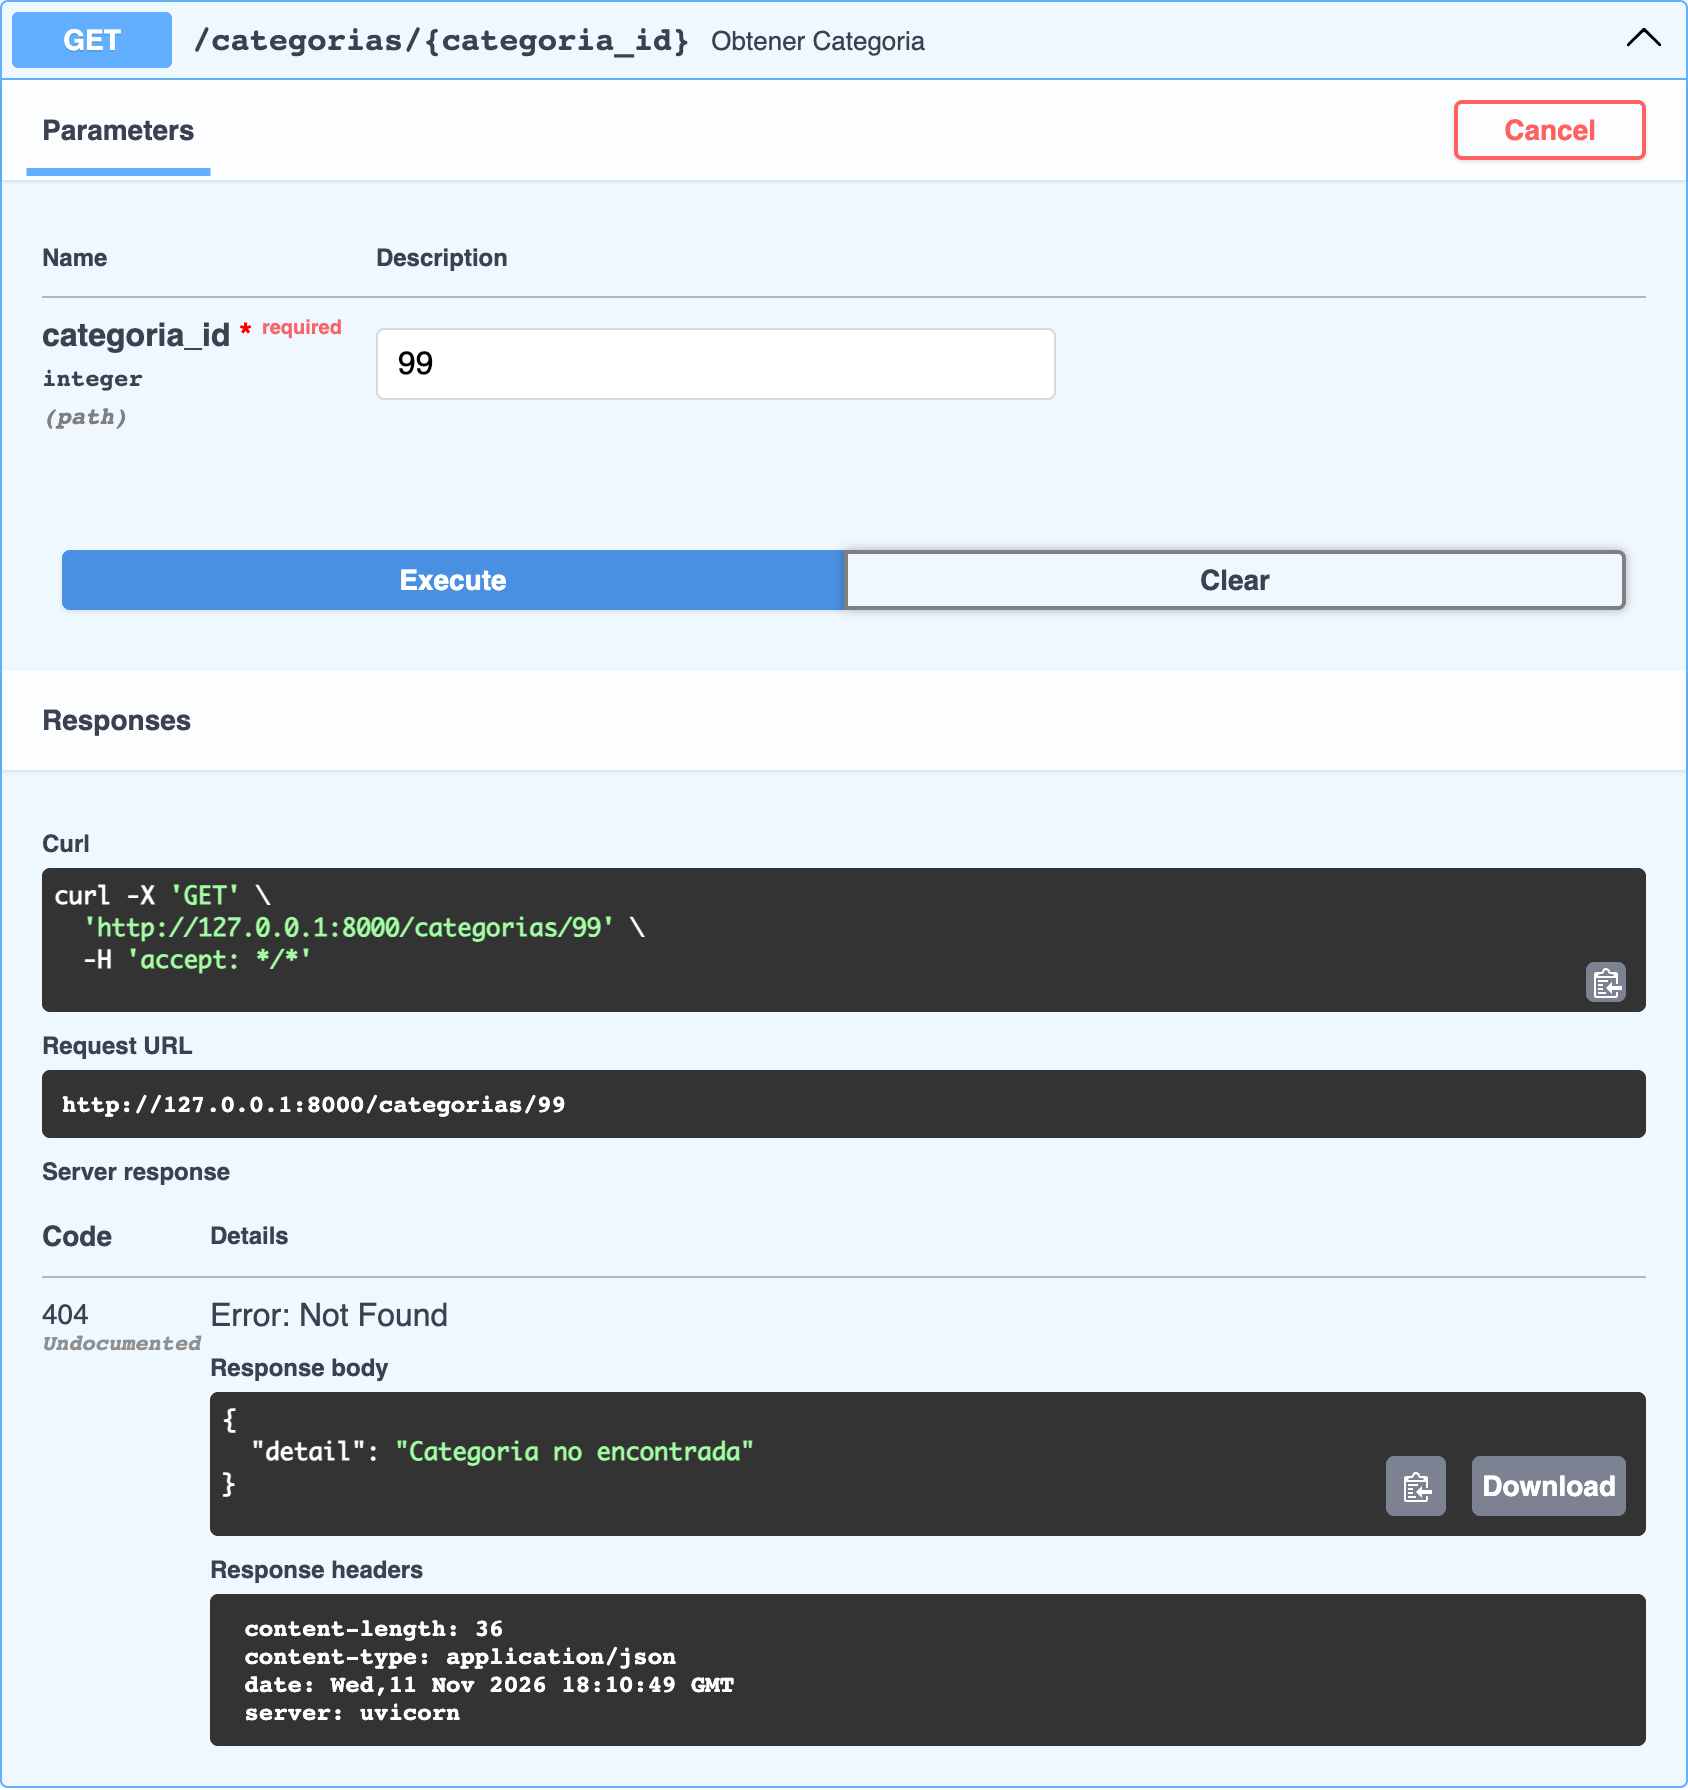 GET /categorias/{categoria_id} Obtener Categoria
Parameters
Cancel
Name Description
categoria_id * required
99
integer
(path)
Execute Clear
Responses
Curl
curl -X 'GET' \
  'http://127.0.0.1:8000/categorias/99' \
  -H 'accept: */*'
Request URL
http://127.0.0.1:8000/categorias/99
Server response
Code Details
404 Error: Not Found
Undocumented
Response body
{
  "detail": "Categoria no encontrada"
}
Download
Response headers
content-length: 36
content-type: application/json
date: Wed,11 Nov 2026 18:10:49 GMT
server: uvicorn